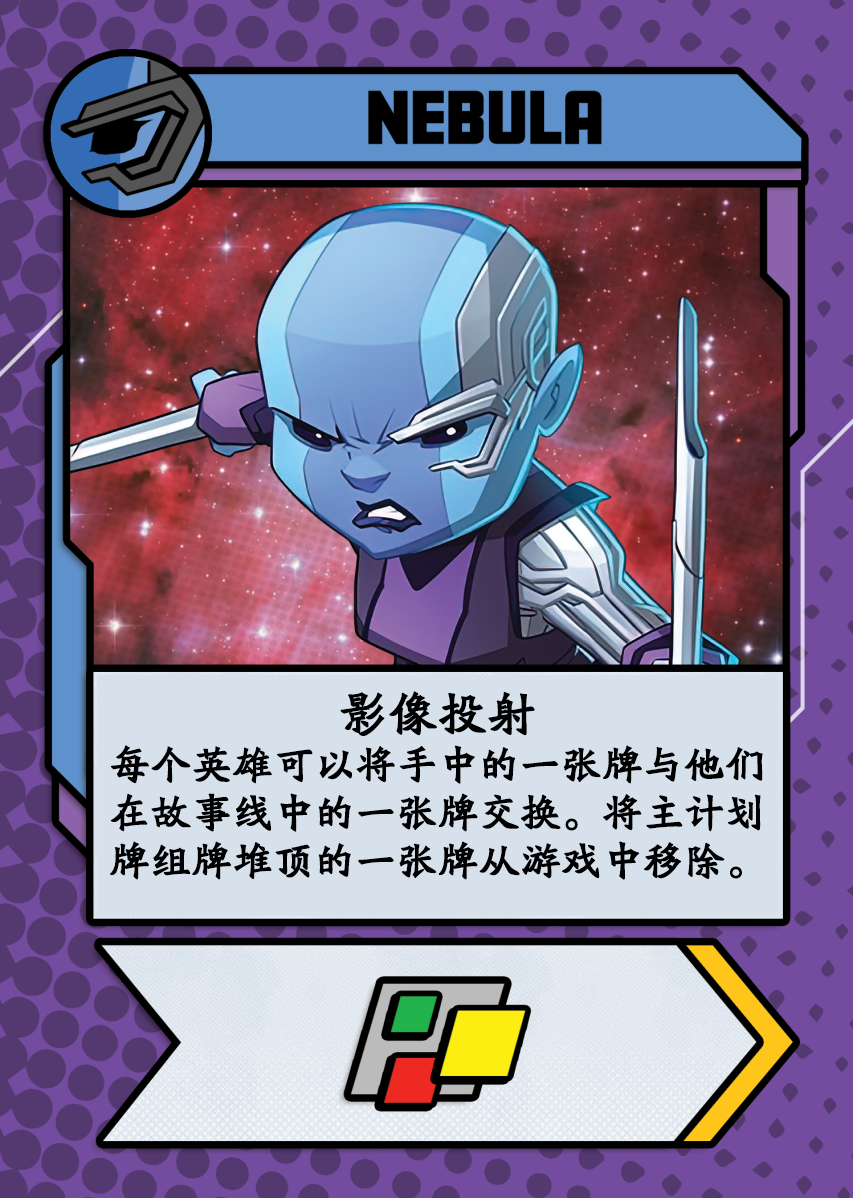 NEBULA
影像投射
每个英雄可以将手中的一张牌与他们
在故事线中的一张牌交换。将主计划
牌组牌堆顶的一张牌从游戏中移除。